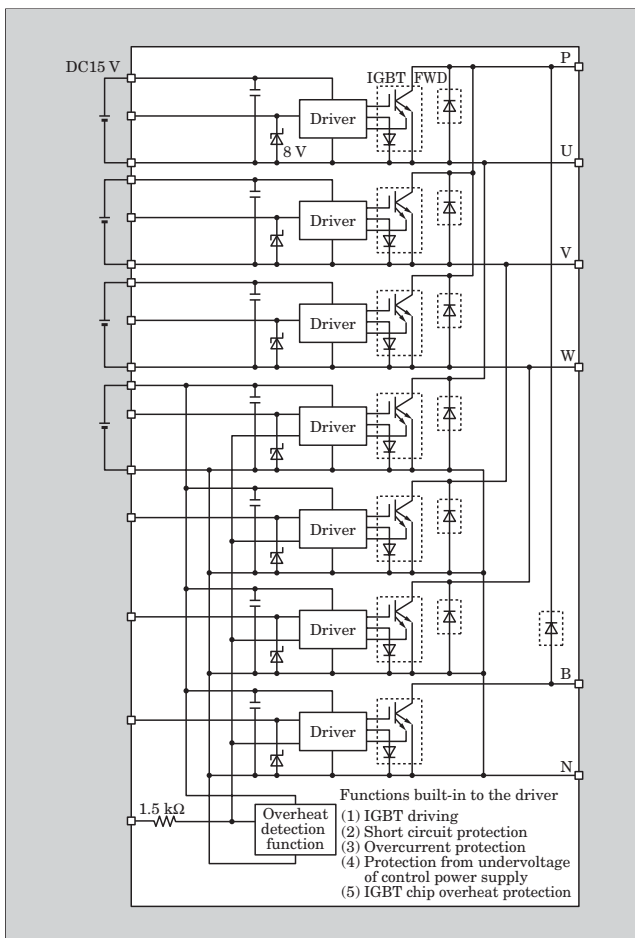 DC15 V
IGBT FWD
P
Driver
8 V
U
Driver
V
Driver
W
Driver
Driver
Driver
B
Driver
N
1.5 kΩ
Overheat
detection
function
Functions built-in to the driver
(1) IGBT driving
(2) Short circuit protection
(3) Overcurrent protection
(4) Protection from undervoltage
of control power supply
(5) IGBT chip overheat protection